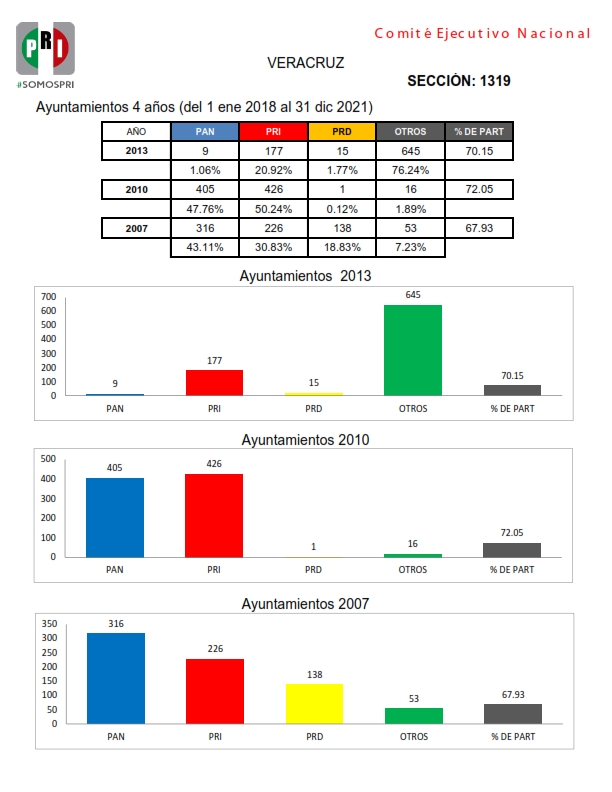 Comité Ejecutivo Nacional
PRI
#SOMOSPRI
VERACRUZ
SECCIÓN: 1319
Ayuntamientos 4 años (del 1 ene 2018 al 31 dic 2021)
AÑO PAN PRI PRD OTROS % DE PART
2013 9 177 15 645 70.15
1.06% 20.92% 1.77% 76.24%
2010 405 426 1 16 72.05
47.76% 50.24% 0.12% 1.89%
2007 316 226 138 53 67.93
43.11% 30.83% 18.83% 7.23%
Ayuntamientos 2013
700
600
500
400
300
200
100
0
9 177 15 645 70.15
PAN PRI PRD OTROS % DE PART
Ayuntamientos 2010
500
400
300
200
100
0
405 426 1 16 72.05
PAN PRI PRD OTROS % DE PART
Ayuntamientos 2007
350
300
250
200
150
100
50
0
316 226 138 53 67.93
PAN PRI PRD OTROS % DE PART